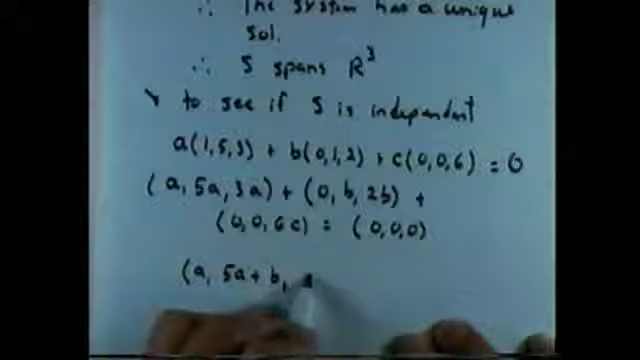 ∴ The system has a unique
sol.
∴ S spans R³
to see if S is independent
a(1,5,3) + b(0,1,2) + c(0,0,6) = 0
(a, 5a, 3a) + (0, b, 2b) +
(0, 0, 6c) = (0,0,0)
(a, 5a + b,